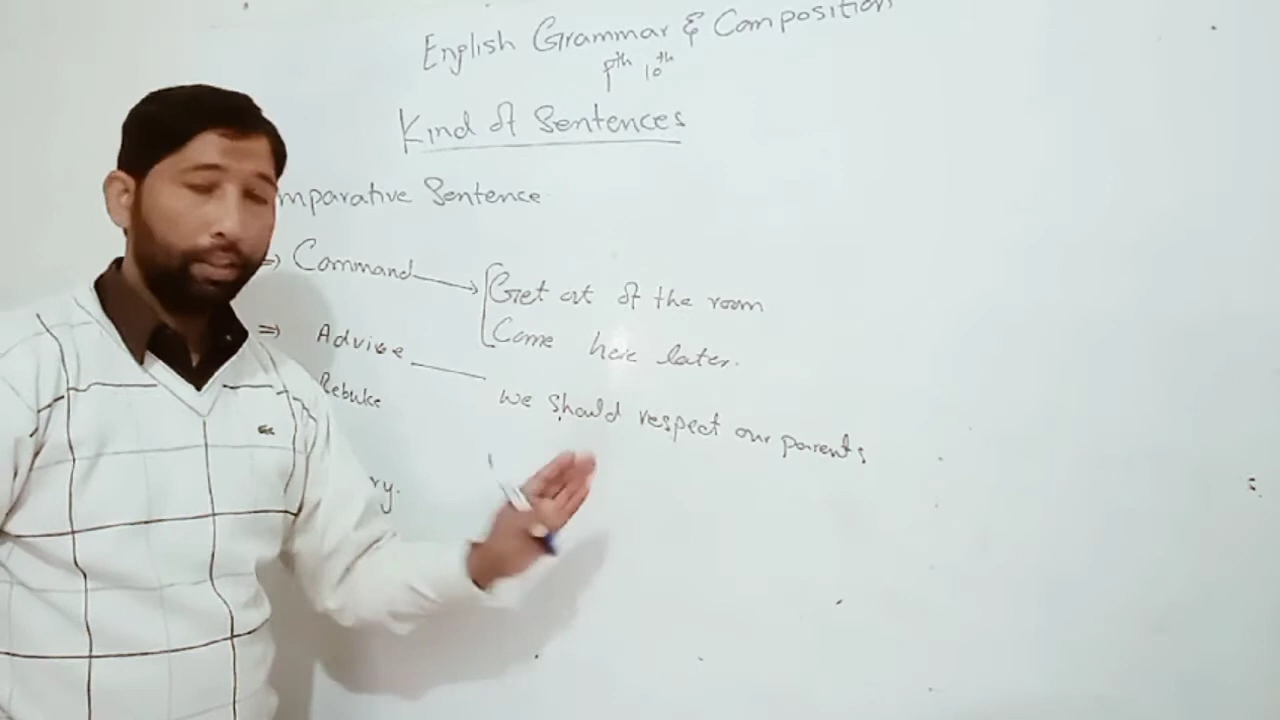 English Grammar & Composition
9th 10th
Kind of Sentences
mparative Sentence
⇒ Command → Get out of the room
Come here later.
⇒ Advise — we should respect our parents
Rebuke
ry.